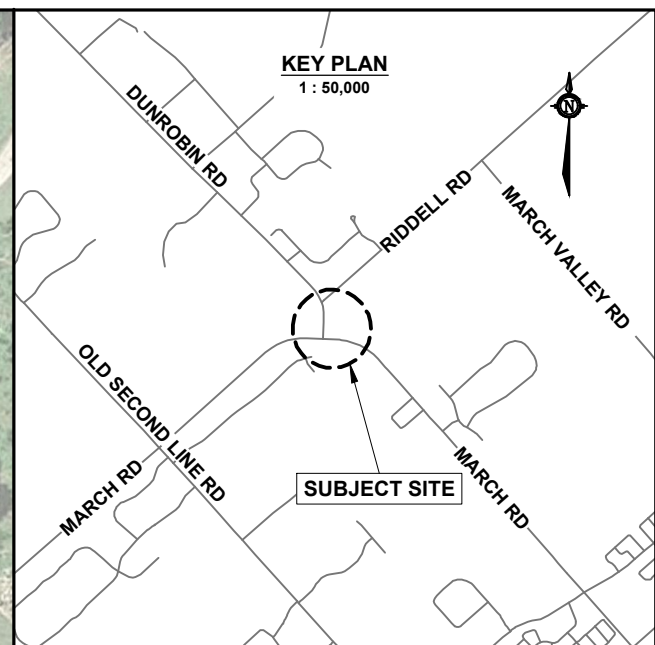 KEY PLAN
1 : 50,000
N
DUNROBIN RD
RIDDELL RD
MARCH VALLEY RD
OLD SECOND LINE RD
MARCH RD
SUBJECT SITE
MARCH RD